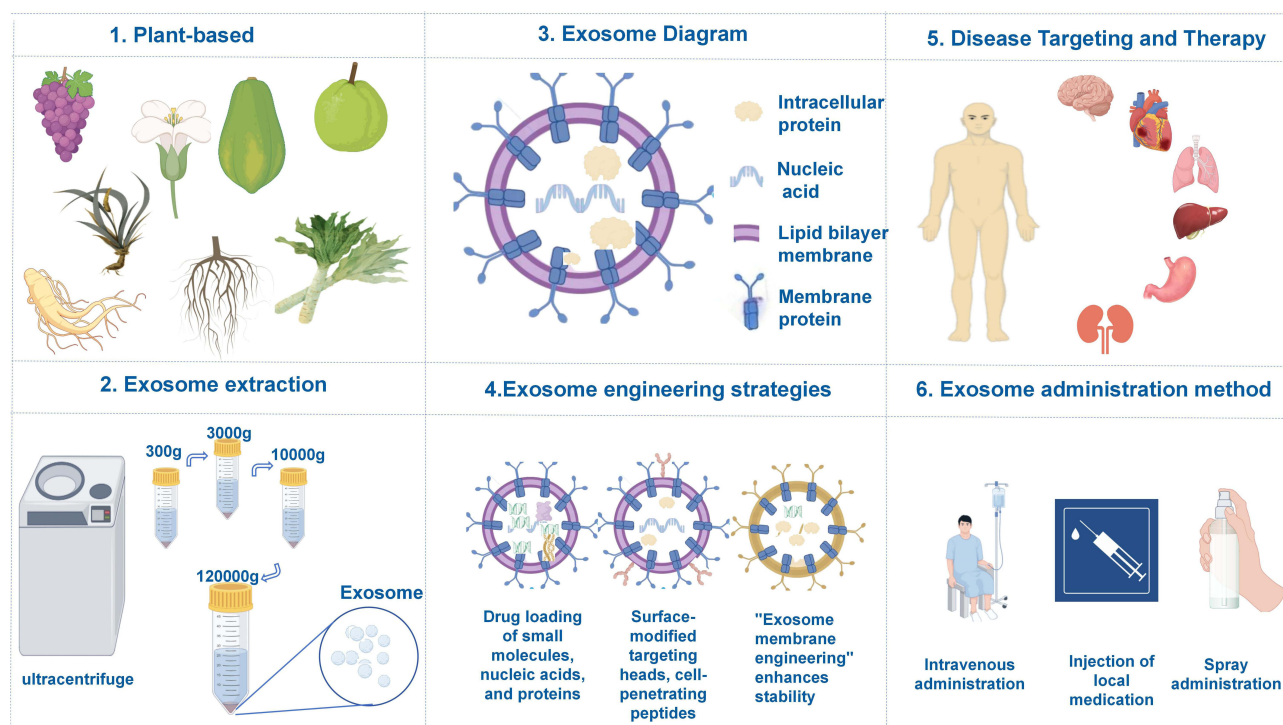 1. Plant-based
3. Exosome Diagram
Intracellular
protein
Nucleic
acid
Lipid bilayer
membrane
Membrane
protein
5. Disease Targeting and Therapy
2. Exosome extraction
300g
3000g
10000g
120000g
Exosome
ultracentrifuge
4.Exosome engineering strategies
Drug loading
of small
molecules,
nucleic acids,
and proteins
Surface-
modified
targeting
heads, cell-
penetrating
peptides
"Exosome
membrane
engineering"
enhances
stability
6. Exosome administration method
Intravenous
administration
Injection of
local
medication
Spray
administration